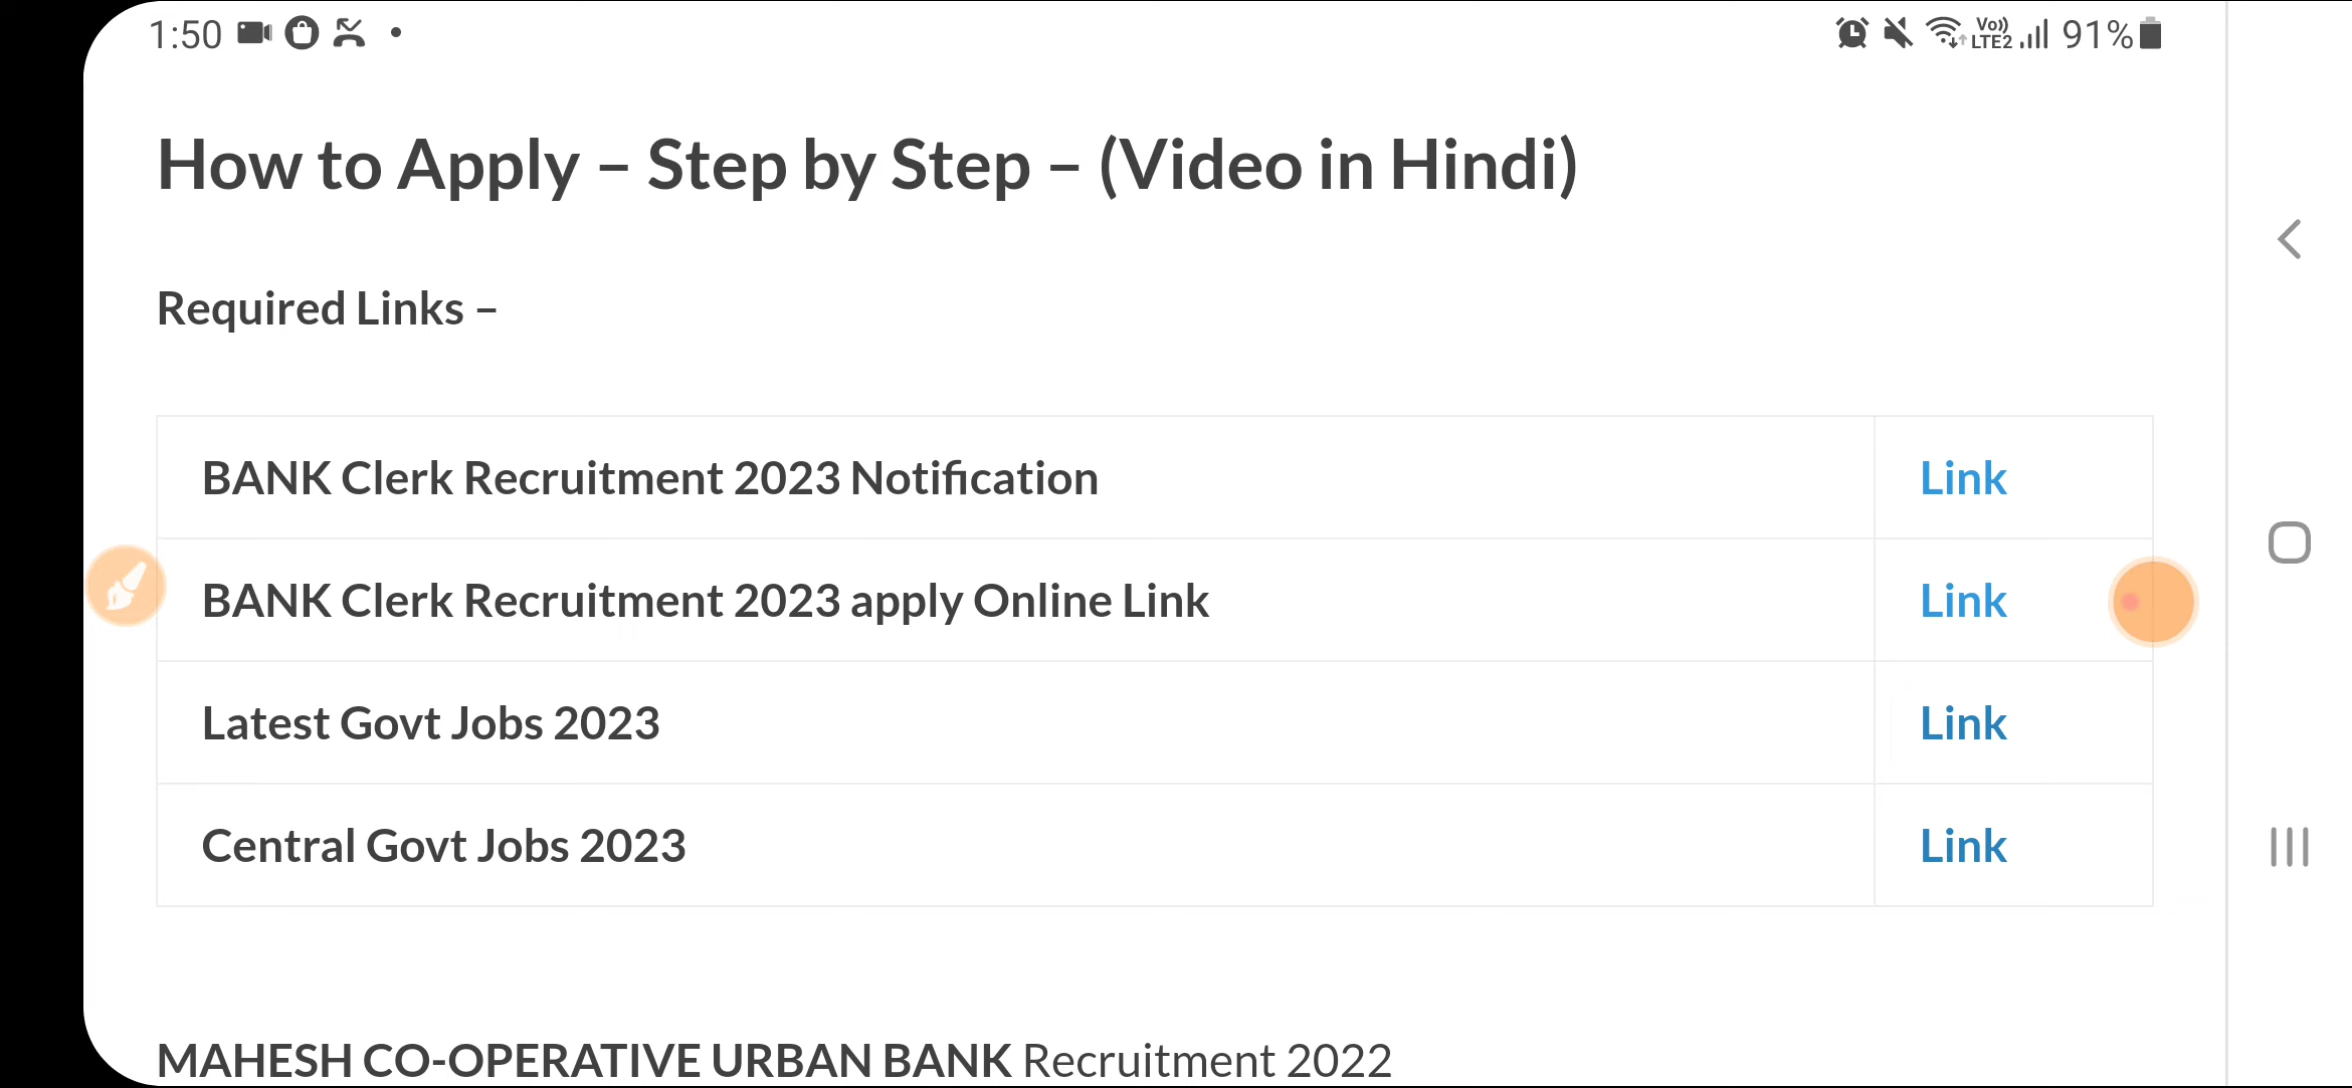 1:50 Vo)) LTE2 91%
How to Apply – Step by Step – (Video in Hindi)
Required Links –
BANK Clerk Recruitment 2023 Notification Link
BANK Clerk Recruitment 2023 apply Online Link Link
Latest Govt Jobs 2023 Link
Central Govt Jobs 2023 Link
MAHESH CO-OPERATIVE URBAN BANK Recruitment 2022